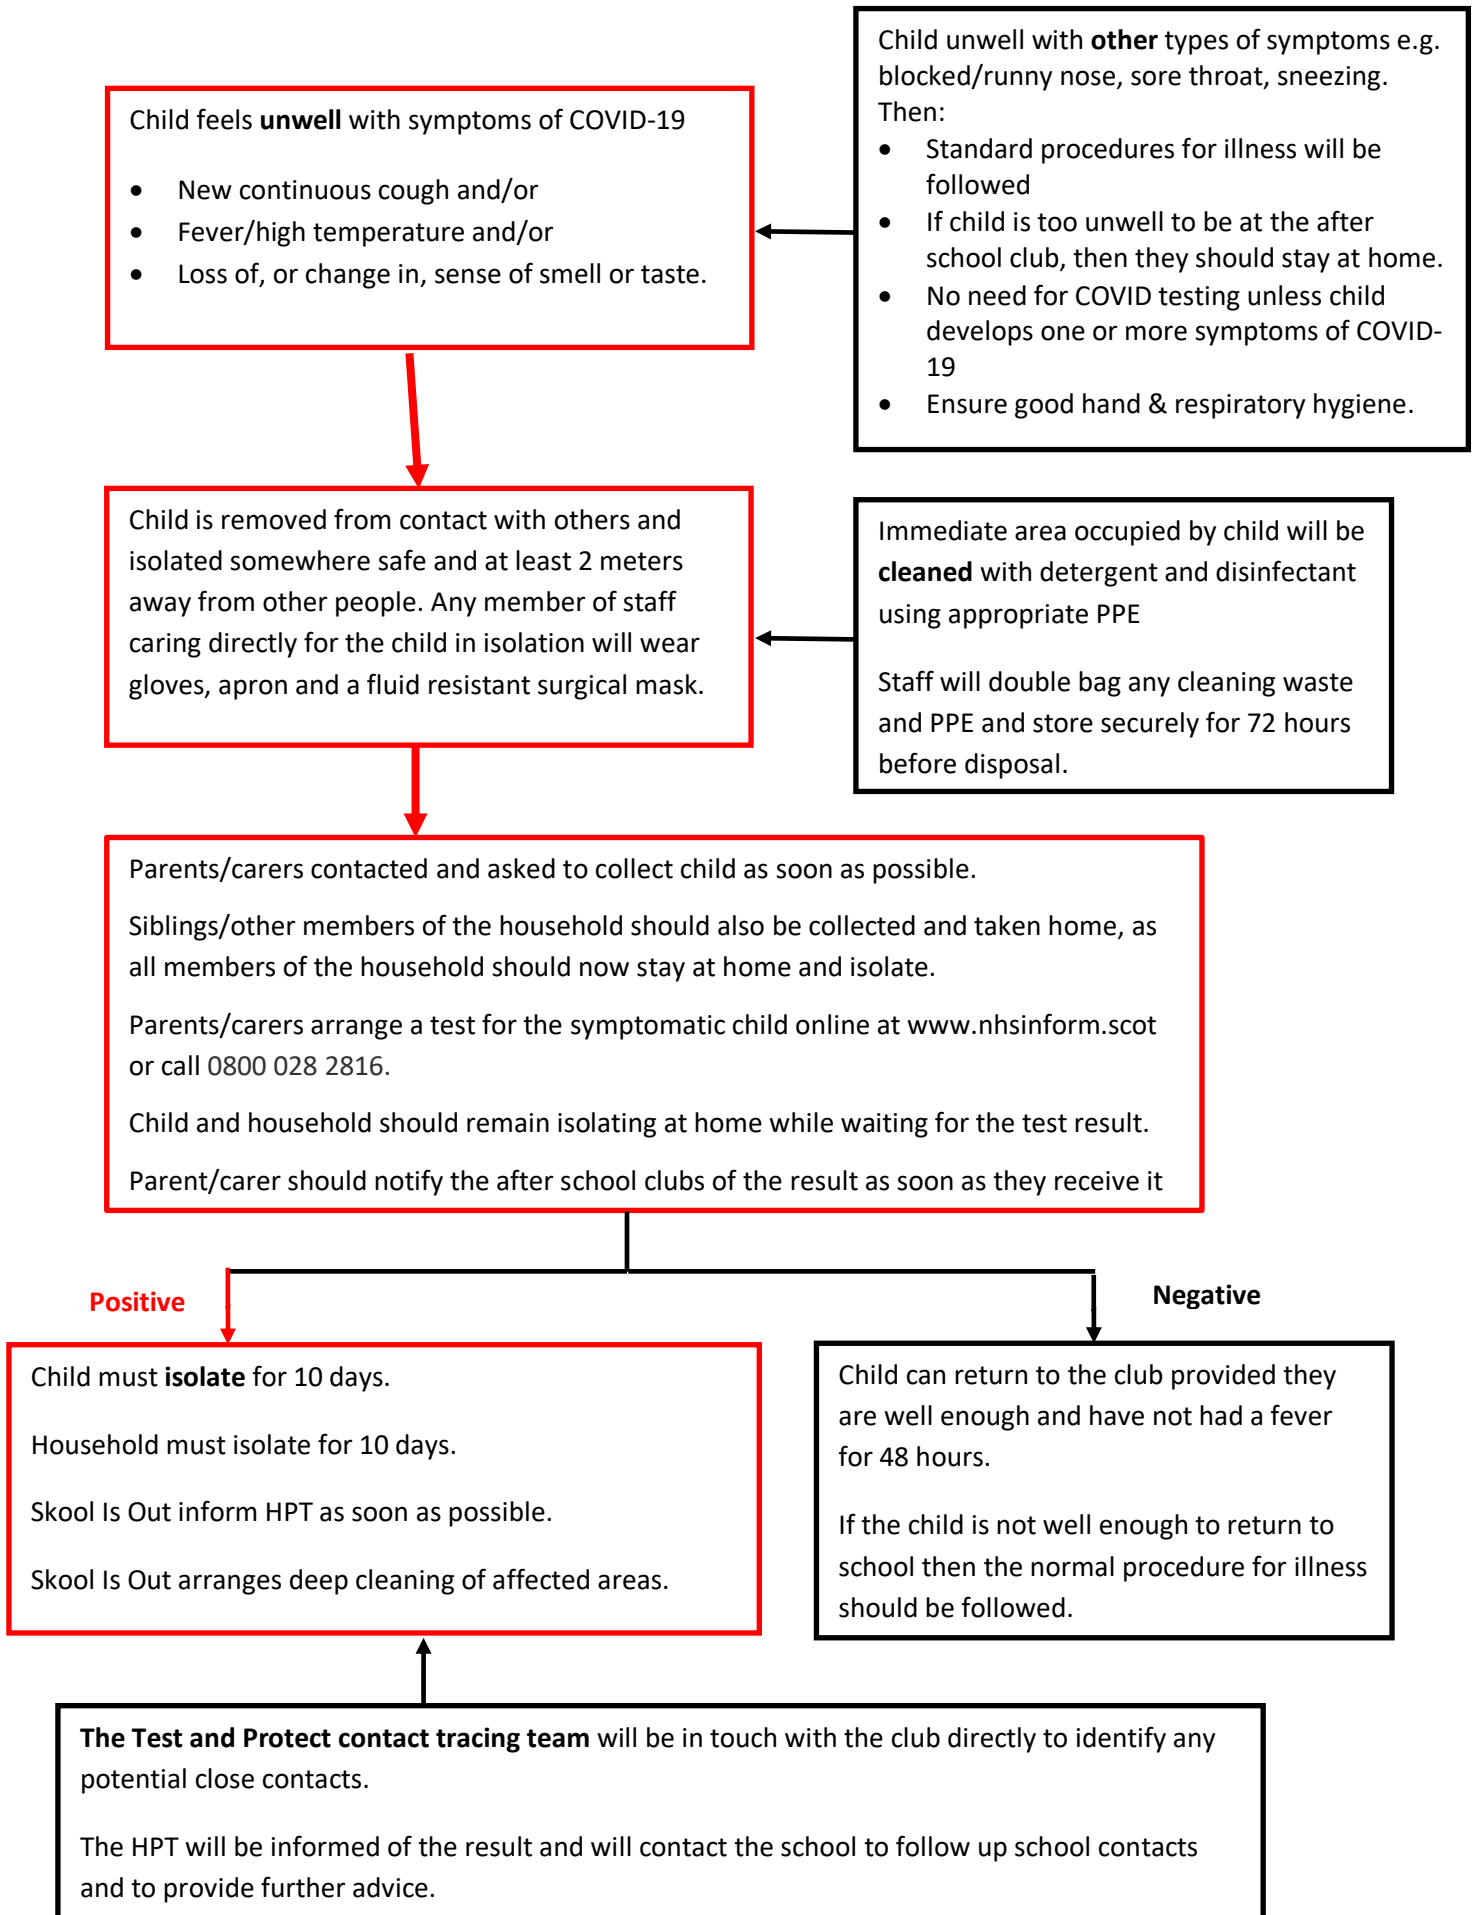 Child unwell with other types of symptoms e.g.
blocked/runny nose, sore throat, sneezing.
Then:
• Standard procedures for illness will be
followed
• If child is too unwell to be at the after
school club, then they should stay at home.
• No need for COVID testing unless child
develops one or more symptoms of COVID-
19
• Ensure good hand & respiratory hygiene.
Child feels unwell with symptoms of COVID-19
• New continuous cough and/or
• Fever/high temperature and/or
• Loss of, or change in, sense of smell or taste.
Child is removed from contact with others and
isolated somewhere safe and at least 2 meters
away from other people. Any member of staff
caring directly for the child in isolation will wear
gloves, apron and a fluid resistant surgical mask.
Immediate area occupied by child will be
cleaned with detergent and disinfectant
using appropriate PPE
Staff will double bag any cleaning waste
and PPE and store securely for 72 hours
before disposal.
Parents/carers contacted and asked to collect child as soon as possible.
Siblings/other members of the household should also be collected and taken home, as
all members of the household should now stay at home and isolate.
Parents/carers arrange a test for the symptomatic child online at www.nhsinform.scot
or call 0800 028 2816.
Child and household should remain isolating at home while waiting for the test result.
Parent/carer should notify the after school clubs of the result as soon as they receive it
Positive
Negative
Child must isolate for 10 days.
Household must isolate for 10 days.
Skool Is Out inform HPT as soon as possible.
Skool Is Out arranges deep cleaning of affected areas.
Child can return to the club provided they
are well enough and have not had a fever
for 48 hours.
If the child is not well enough to return to
school then the normal procedure for illness
should be followed.
The Test and Protect contact tracing team will be in touch with the club directly to identify any
potential close contacts.
The HPT will be informed of the result and will contact the school to follow up school contacts
and to provide further advice.